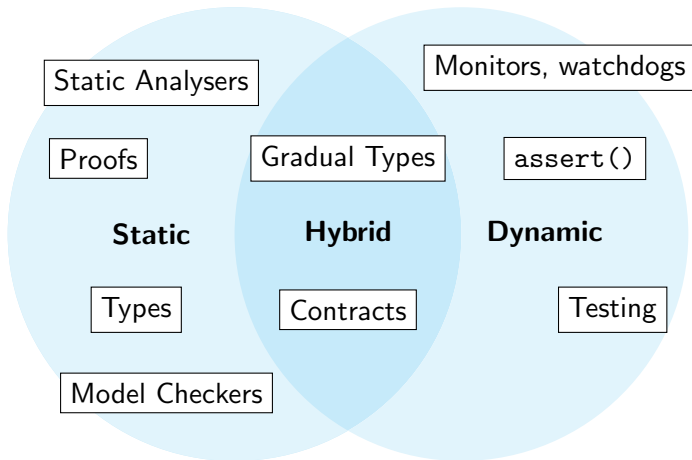 Static Analysers
Monitors, watchdogs
Proofs
Gradual Types
assert()
Static
Hybrid
Dynamic
Types
Contracts
Testing
Model Checkers